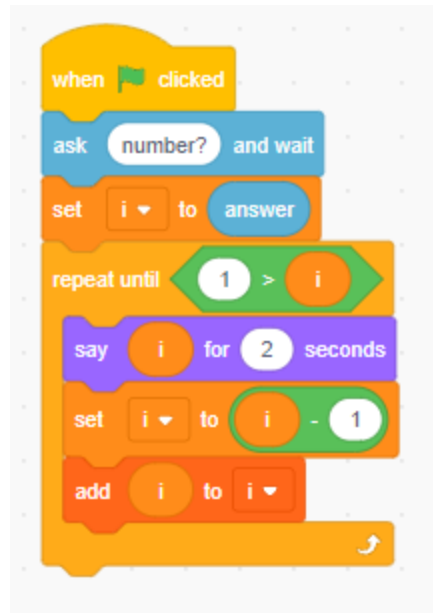 when clicked
ask number? and wait
set i to answer
repeat until 1 > i
say i for 2 seconds
set i to i - 1
add i to i